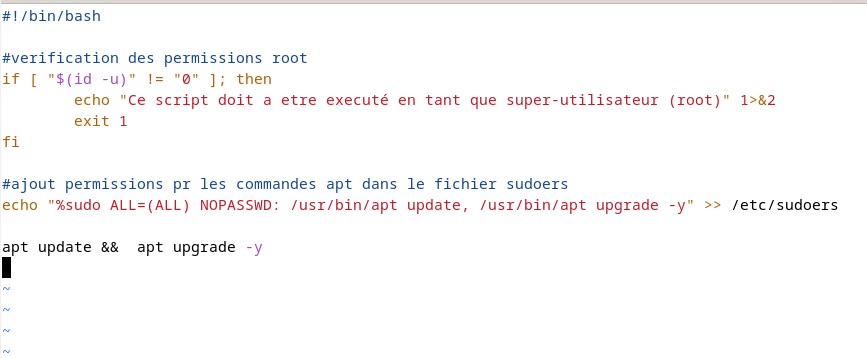 #!/bin/bash
#verification des permissions root
if [ "$(id -u)" != "0" ]; then
echo "Ce script doit a etre executé en tant que super-utilisateur (root)" 1>&2
exit 1
fi
#ajout permissions pr les commandes apt dans le fichier sudoers
echo "%sudo ALL=(ALL) NOPASSWD: /usr/bin/apt update, /usr/bin/apt upgrade -y" >> /etc/sudoers
apt update &&  apt upgrade -y
~
~
~
~